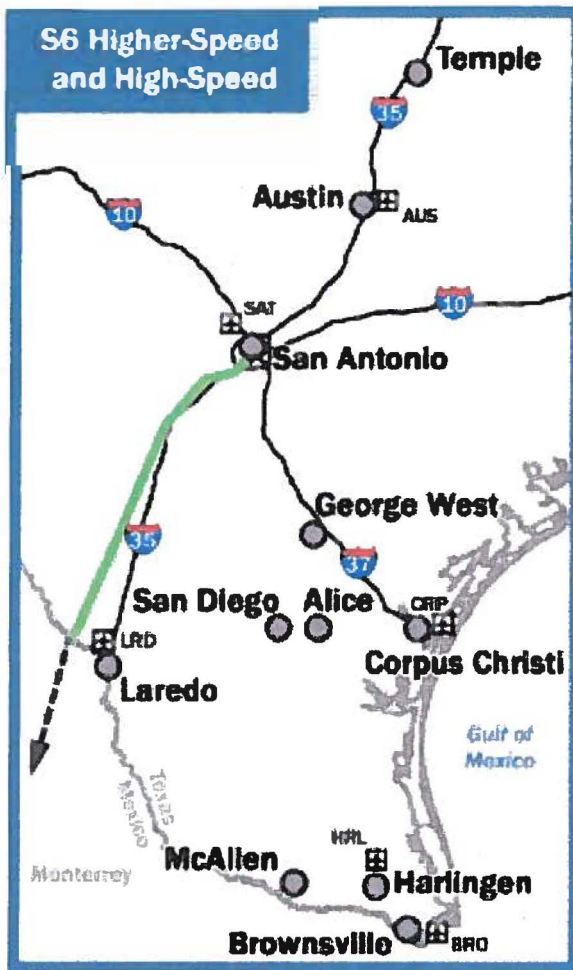 S6 Higher-Speed
and High-Speed
Temple
35
Austin
AUS
10
SAT
10
San Antonio
George West
35
37
San Diego
Alice
CRP
LRD
Corpus Christi
Laredo
Gulf of
Mexico
Texas
Mexico
HRL
McAllen
Monterrey
Harlingen
Brownsville
BRO